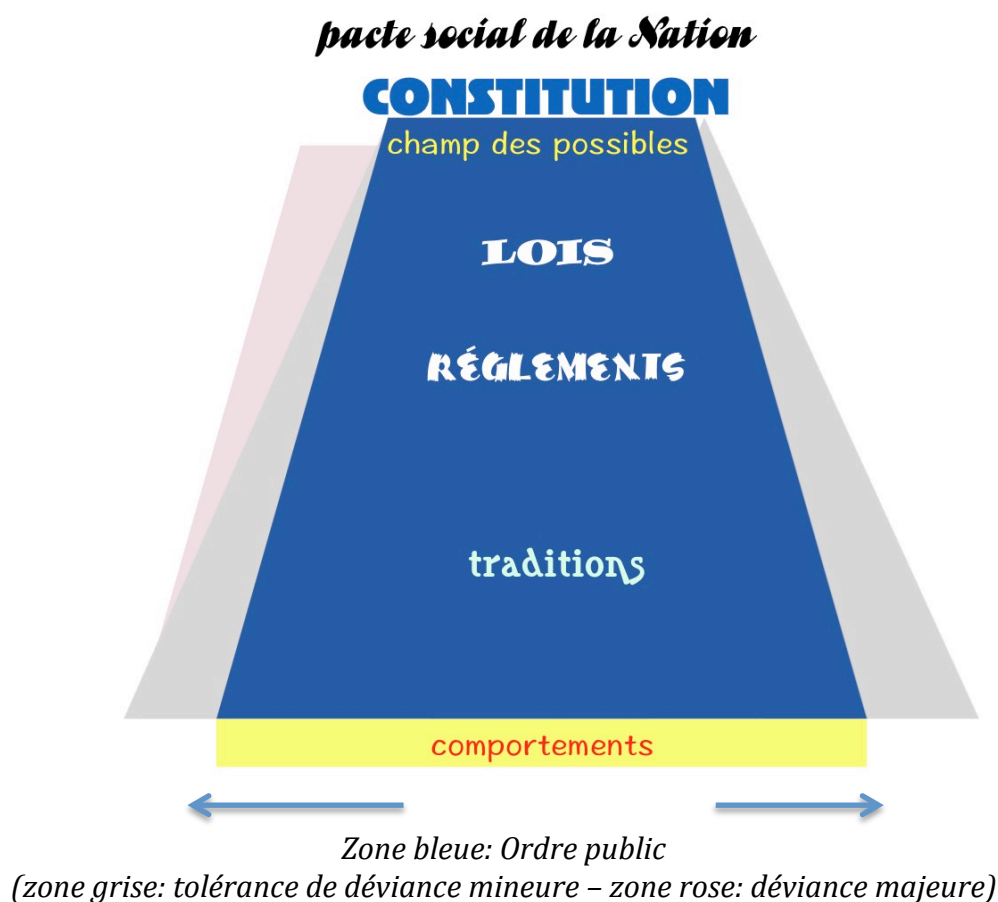 pacte social de la Nation
CONSTITUTION
champ des possibles
LOIS
RÉGLEMENTS
traditions
comportements
Zone bleue: Ordre public
(zone grise: tolérance de déviance mineure – zone rose: déviance majeure)